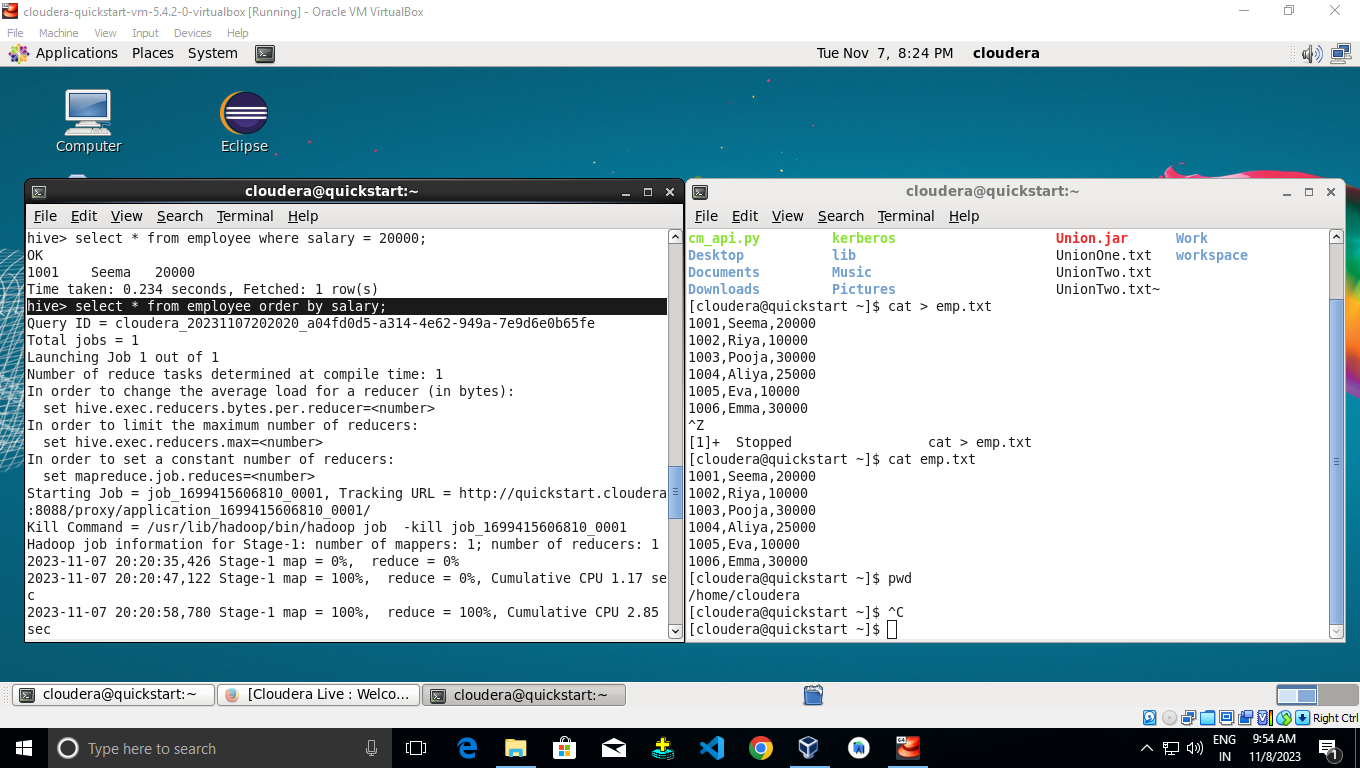 cloudera-quickstart-vm-5.4.2-0-virtualbox [Running] - Oracle VM VirtualBox
File Machine View Input Devices Help
Applications Places System
Tue Nov 7, 8:24 PM cloudera
Computer
Eclipse
cloudera@quickstart:~
File Edit View Search Terminal Help
hive> select * from employee where salary = 20000;
OK
1001 Seema 20000
Time taken: 0.234 seconds, Fetched: 1 row(s)
hive> select * from employee order by salary;
Query ID = cloudera_20231107202020_a04fd0d5-a314-4e62-949a-7e9d6e0b65fe
Total jobs = 1
Launching Job 1 out of 1
Number of reduce tasks determined at compile time: 1
In order to change the average load for a reducer (in bytes):
set hive.exec.reducers.bytes.per.reducer=<number>
In order to limit the maximum number of reducers:
set hive.exec.reducers.max=<number>
In order to set a constant number of reducers:
set mapreduce.job.reduces=<number>
Starting Job = job_1699415606810_0001, Tracking URL = http://quickstart.cloudera
:8088/proxy/application_1699415606810_0001/
Kill Command = /usr/lib/hadoop/bin/hadoop job -kill job_1699415606810_0001
Hadoop job information for Stage-1: number of mappers: 1; number of reducers: 1
2023-11-07 20:20:35,426 Stage-1 map = 0%, reduce = 0%
2023-11-07 20:20:47,122 Stage-1 map = 100%, reduce = 0%, Cumulative CPU 1.17 se
c
2023-11-07 20:20:58,780 Stage-1 map = 100%, reduce = 100%, Cumulative CPU 2.85
sec
cloudera@quickstart:~
File Edit View Search Terminal Help
cm_api.py kerberos Union.jar Work
Desktop lib UnionOne.txt workspace
Documents Music UnionTwo.txt
Downloads Pictures UnionTwo.txt~
[cloudera@quickstart ~]$ cat > emp.txt
1001,Seema,20000
1002,Riya,10000
1003,Pooja,30000
1004,Aliya,25000
1005,Eva,10000
1006,Emma,30000
^Z
[1]+ Stopped cat > emp.txt
[cloudera@quickstart ~]$ cat emp.txt
1001,Seema,20000
1002,Riya,10000
1003,Pooja,30000
1004,Aliya,25000
1005,Eva,10000
1006,Emma,30000
[cloudera@quickstart ~]$ pwd
/home/cloudera
[cloudera@quickstart ~]$ ^C
[cloudera@quickstart ~]$
cloudera@quickstart:~
[Cloudera Live : Welco...
cloudera@quickstart:~
Right Ctrl
Type here to search
ENG
IN
9:54 AM
11/8/2023
1